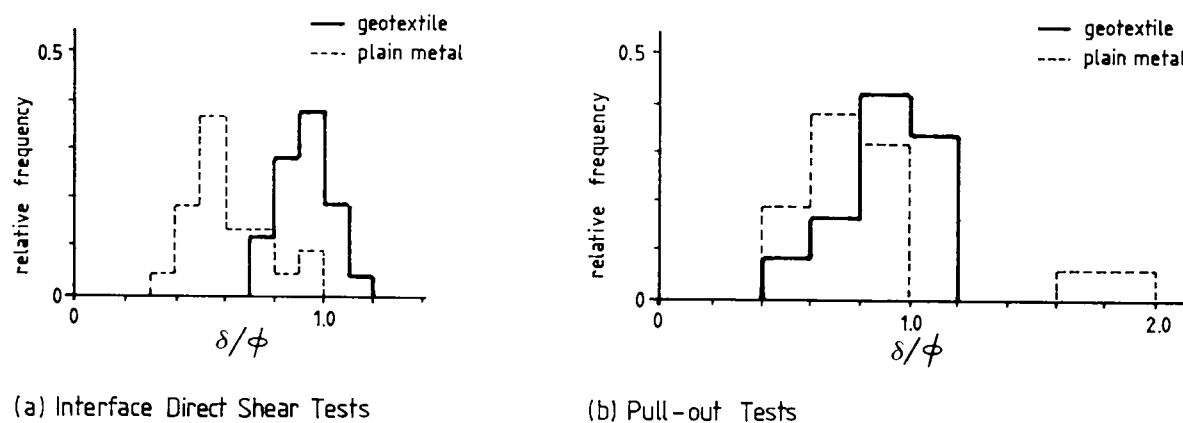 geotextile
plain metal
0.5
relative frequency
0
0
1.0
δ/ϕ
(a) Interface Direct Shear Tests
geotextile
plain metal
0.5
relative frequency
0
0
1.0
2.0
δ/ϕ
(b) Pull-out Tests